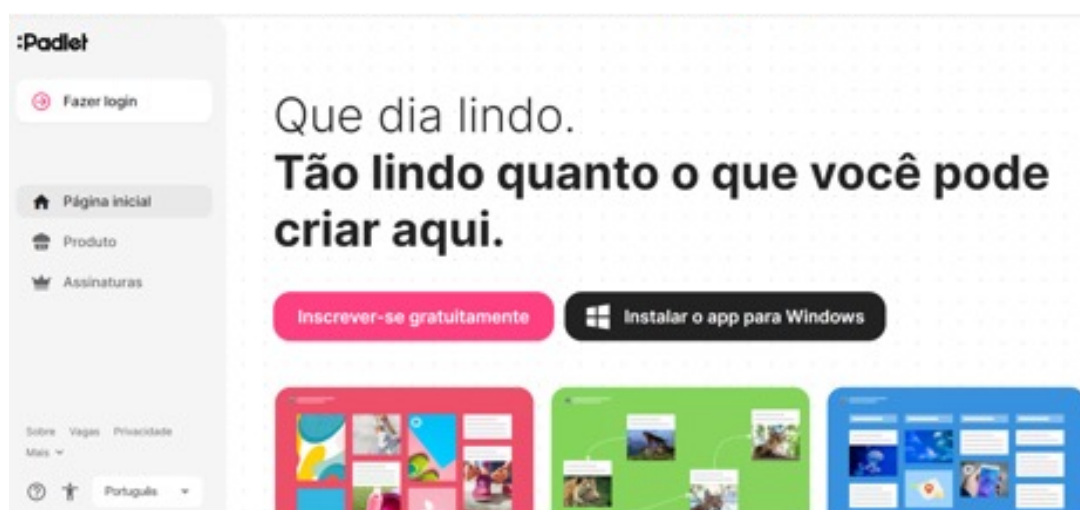 :Padlet
Fazer login
Página inicial
Produto
Assinaturas
Sobre Vagas Privacidade
Mais
Português
Que dia lindo.
Tão lindo quanto o que você pode
criar aqui.
Inscrever-se gratuitamente
Instalar o app para Windows